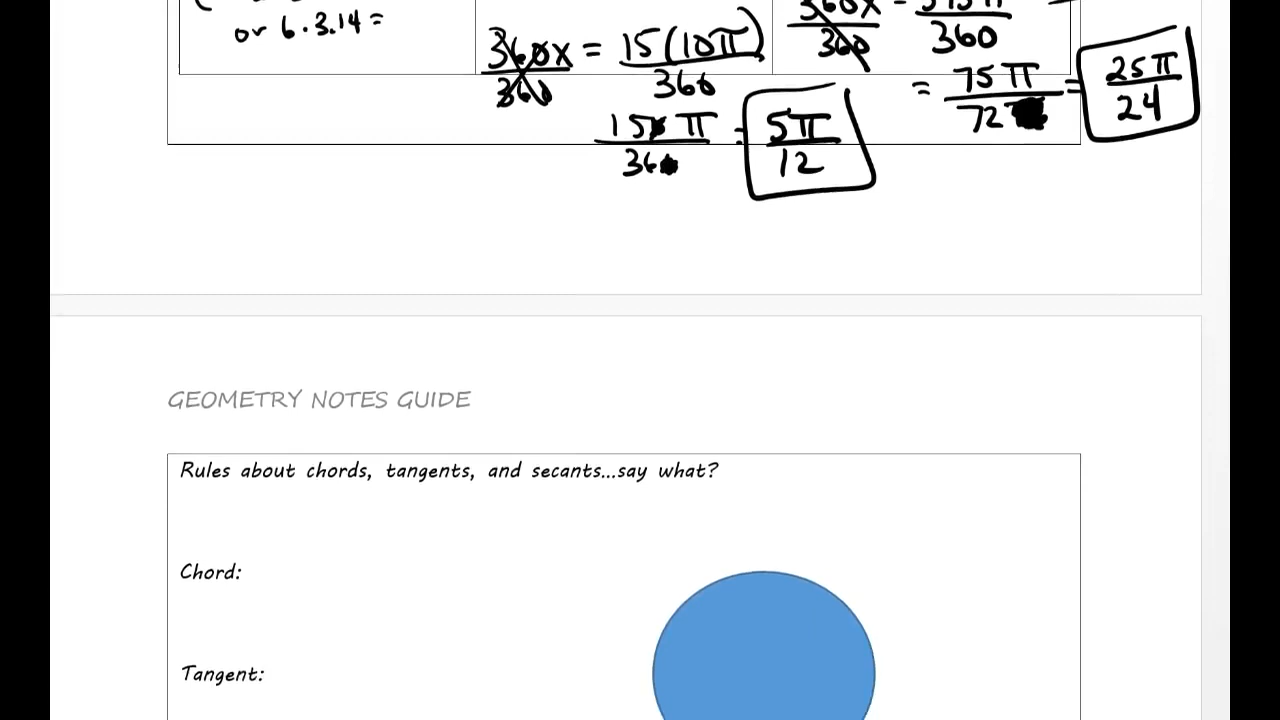 or 6·3.14=
360x/360 = 15(10π)/360
150π/360 = 5π/12
360x/360 = 375π/360
= 75π/72 = 25π/24
GEOMETRY NOTES GUIDE
Rules about chords, tangents, and secants...say what?
Chord:
Tangent: